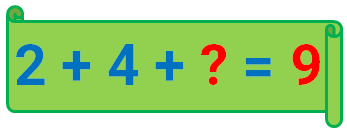 2 + 4 + ? = 9